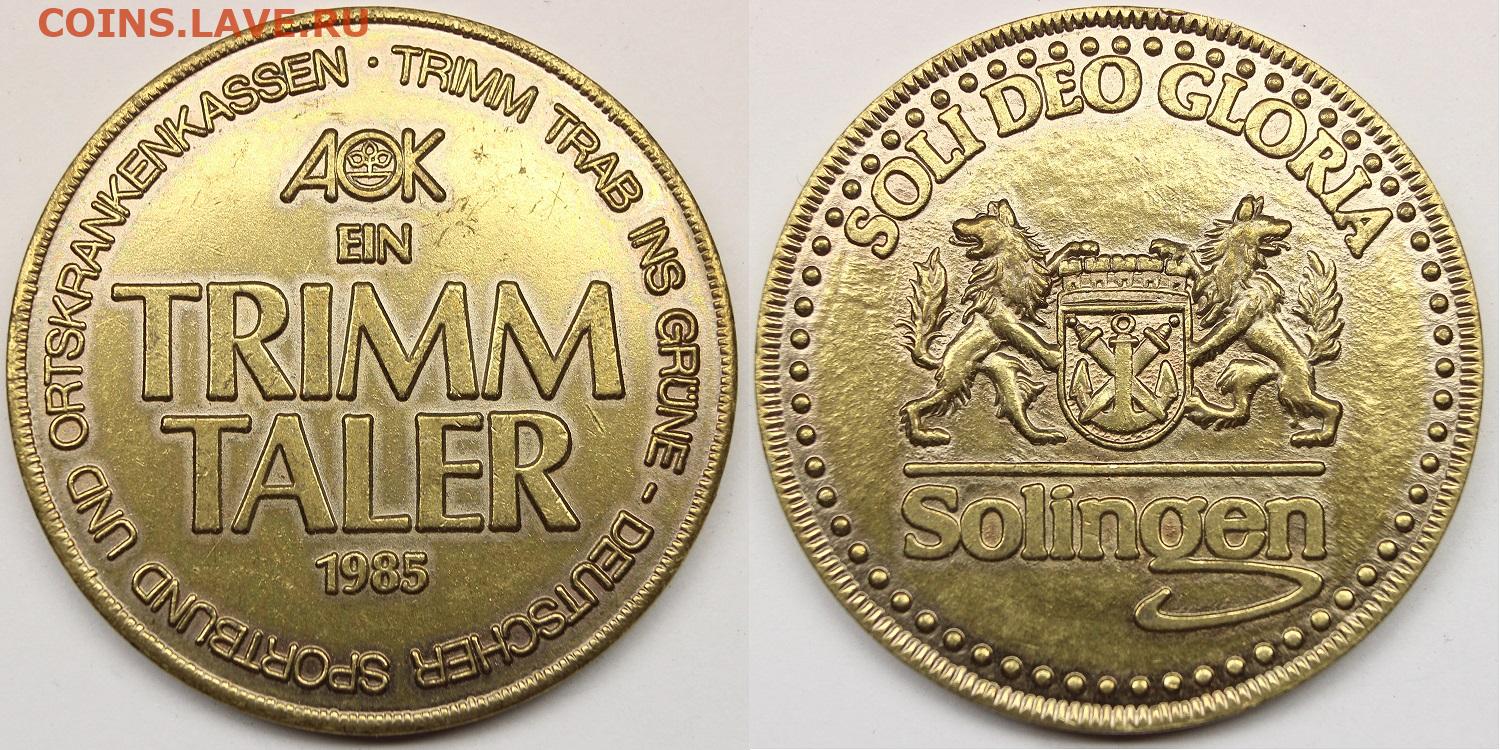 COINS.LAVE.RU
TRIMM TRAB INS GRÜNE - DEUTSCHER SPORTBUND UND ORTSKRANKENKASSEN ·
AOK
EIN
TRIMM
TALER
1985
SOLI DEO GLORIA
Solingen